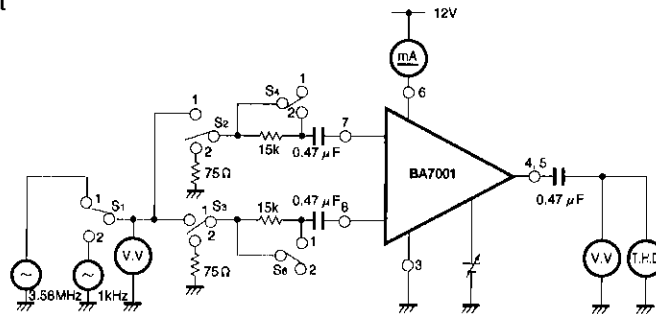 t
12V
mA
6
1
S4
1
S2
2
7
2
15k
0.47 μF
75Ω
BA7001
4, 5
0.47 μF
1
S1
2
1
S3
2
15k
0.47 μF
8
1
75Ω
Se
2
3
V.V
V.V
T.H.D
~
3.58MHz
~
1kHz